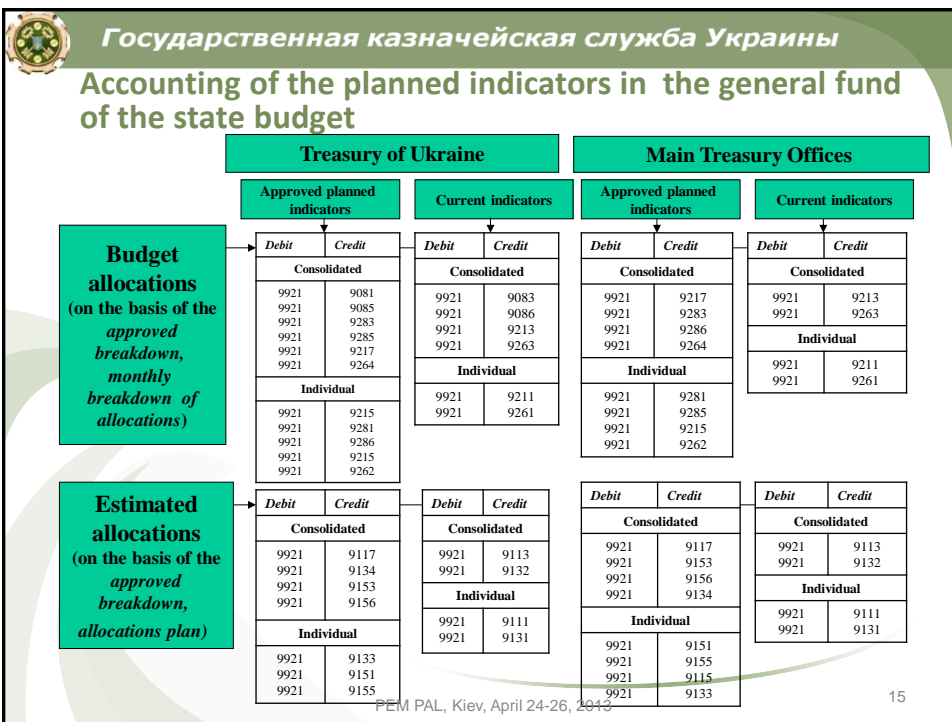 Государственная казначейская служба Украины
Accounting of the planned indicators in the general fund
of the state budget
Treasury of Ukraine
Main Treasury Offices
Approved planned
indicators
Current indicators
Approved planned
indicators
Current indicators
Budget
allocations
(on the basis of the
approved
breakdown,
monthly
breakdown of
allocations)
Debit Credit
Consolidated
9921 9081
9921 9085
9921 9283
9921 9285
9921 9217
9921 9264
Individual
9921 9215
9921 9281
9921 9286
9921 9215
9921 9262
Debit Credit
Consolidated
9921 9083
9921 9086
9921 9213
9921 9263
Individual
9921 9211
9921 9261
Debit Credit
Consolidated
9921 9217
9921 9283
9921 9286
9921 9264
Individual
9921 9281
9921 9285
9921 9215
9921 9262
Debit Credit
Consolidated
9921 9213
9921 9263
Individual
9921 9211
9921 9261
Estimated
allocations
(on the basis of the
approved
breakdown,
allocations plan)
Debit Credit
Consolidated
9921 9117
9921 9134
9921 9153
9921 9156
Individual
9921 9133
9921 9151
9921 9155
Debit Credit
Consolidated
9921 9113
9921 9132
Individual
9921 9111
9921 9131
Debit Credit
Consolidated
9921 9117
9921 9153
9921 9156
9921 9134
Individual
9921 9151
9921 9155
9921 9115
9921 9133
Debit Credit
Consolidated
9921 9113
9921 9132
Individual
9921 9111
9921 9131
PEM PAL, Kiev, April 24-26, 2013
15